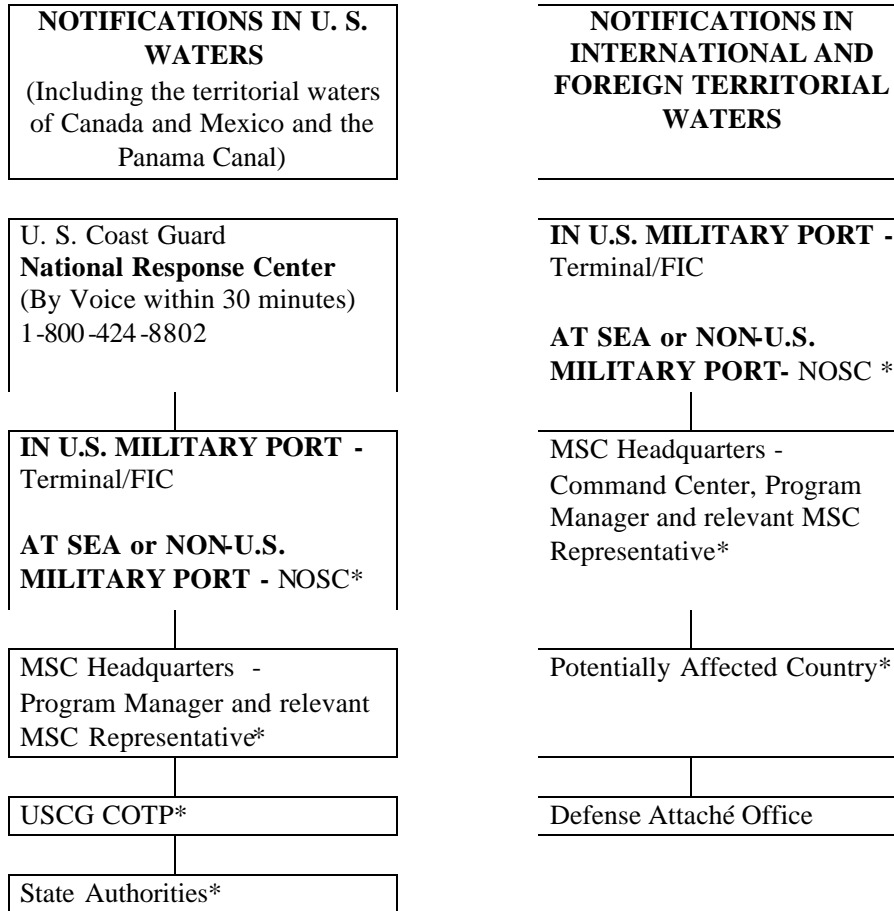 NOTIFICATIONS IN U. S.
WATERS
(Including the territorial waters
of Canada and Mexico and the
Panama Canal)
U. S. Coast Guard
National Response Center
(By Voice within 30 minutes)
1-800-424-8802
IN U.S. MILITARY PORT -
Terminal/FIC
AT SEA or NON-U.S.
MILITARY PORT - NOSC*
MSC Headquarters -
Program Manager and relevant
MSC Representative*
USCG COTP*
State Authorities*
NOTIFICATIONS IN
INTERNATIONAL AND
FOREIGN TERRITORIAL
WATERS
IN U.S. MILITARY PORT -
Terminal/FIC
AT SEA or NON-U.S.
MILITARY PORT- NOSC *
MSC Headquarters -
Command Center, Program
Manager and relevant MSC
Representative*
Potentially Affected Country*
Defense Attaché Office